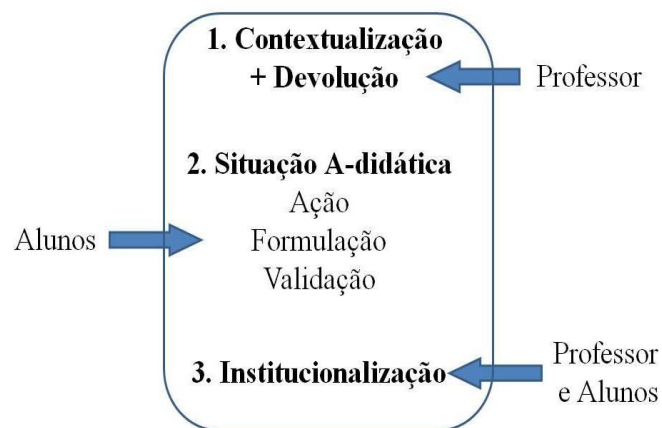 1. Contextualização
+ Devolução
Professor
2. Situação A-didática
Ação
Alunos
Formulação
Validação
3. Institucionalização
Professor
e Alunos